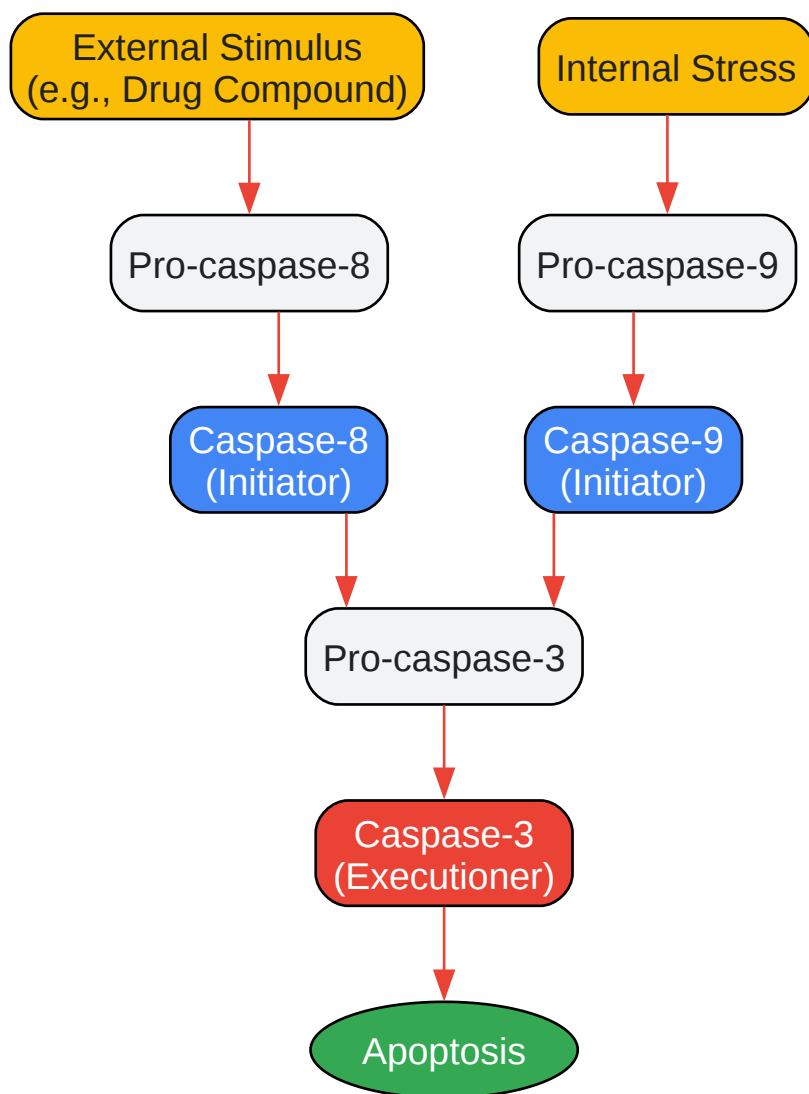 External Stimulus
(e.g., Drug Compound)
Internal Stress
Pro-caspase-8
Pro-caspase-9
Caspase-8
(Initiator)
Caspase-9
(Initiator)
Pro-caspase-3
Caspase-3
(Executioner)
Apoptosis